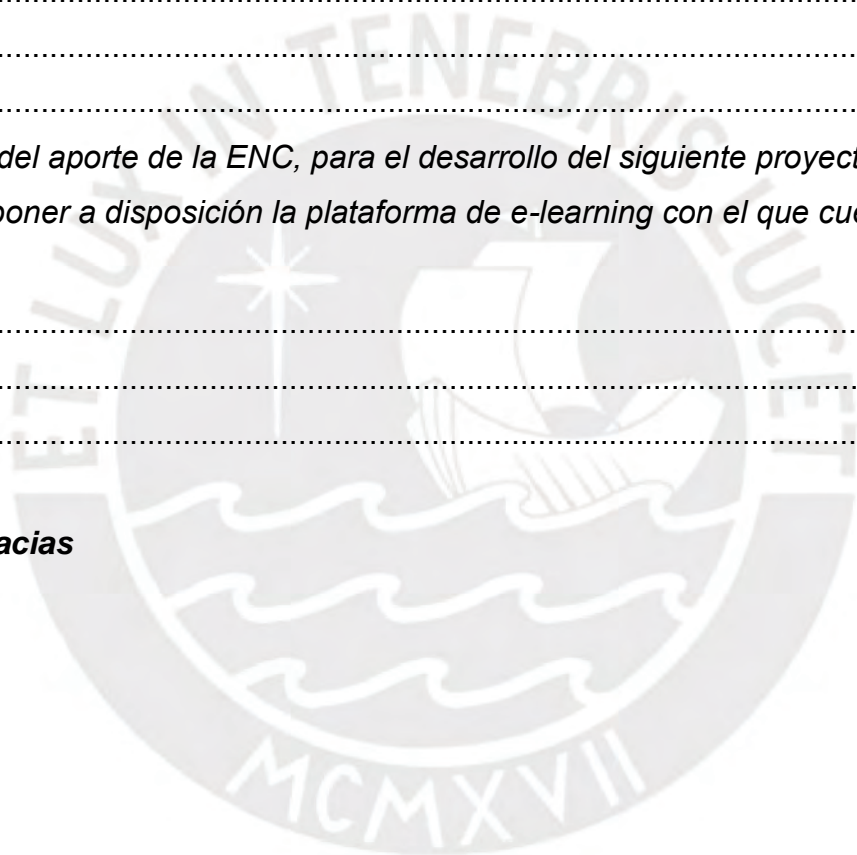 ................................................................................................
................................................................................................
................................................................................................
del aporte de la ENC, para el desarrollo del siguiente proyect
poner a disposición la plataforma de e-learning con el que cue
................................................................................................
................................................................................................
................................................................................................
acias
ET LUX IN TENEBRIS LUCET
MCMXVII